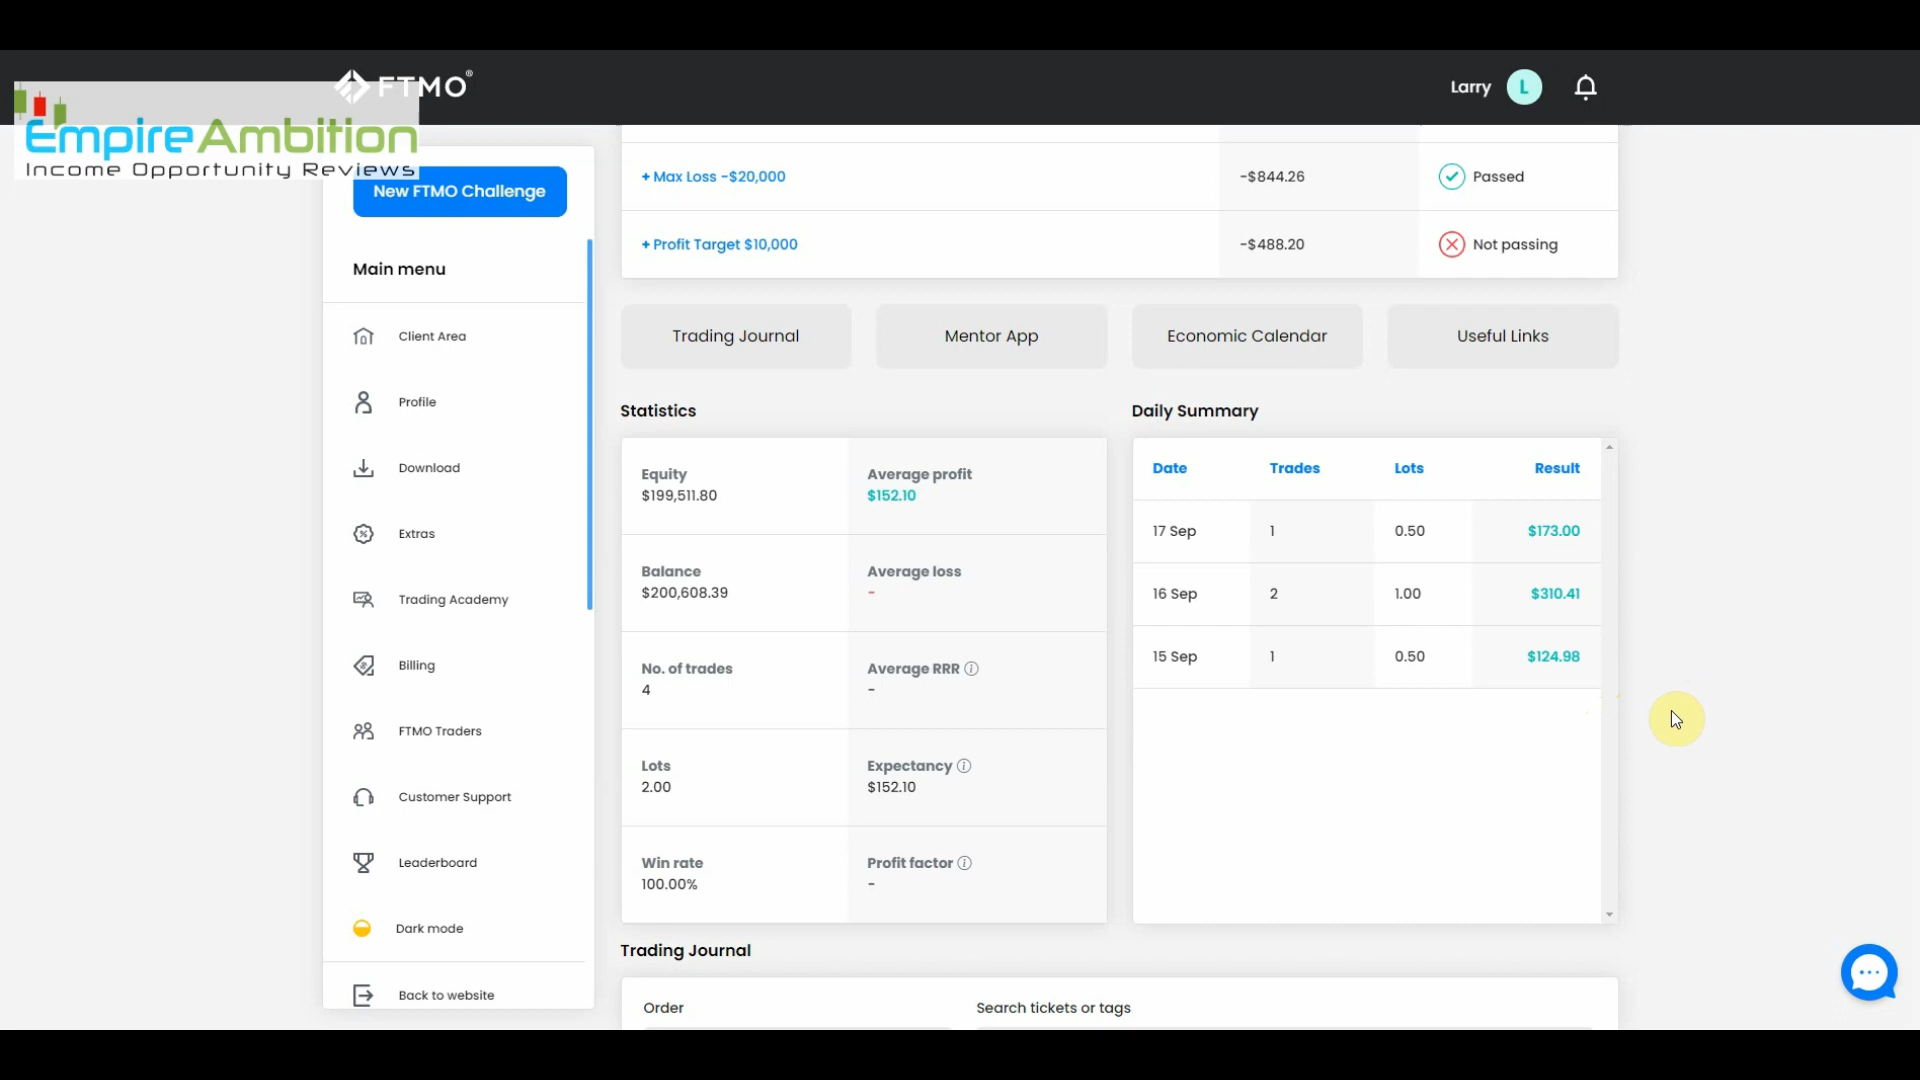 FTMO®
Larry
L
EmpireAmbition
Income Opportunity Reviews
New FTMO Challenge
Main menu
Client Area
Profile
Download
Extras
Trading Academy
Billing
FTMO Traders
Customer Support
Leaderboard
Dark mode
Back to website
+ Max Loss -$20,000 -$844.26 Passed
+ Profit Target $10,000 -$488.20 Not passing
Trading Journal Mentor App Economic Calendar Useful Links
Statistics
Equity Average profit
$199,511.80 $152.10
Balance Average loss
$200,608.39 -
No. of trades Average RRR
4 -
Lots Expectancy
2.00 $152.10
Win rate Profit factor
100.00% -
Daily Summary
Date Trades Lots Result
17 Sep 1 0.50 $173.00
16 Sep 2 1.00 $310.41
15 Sep 1 0.50 $124.98
Trading Journal
Order Search tickets or tags